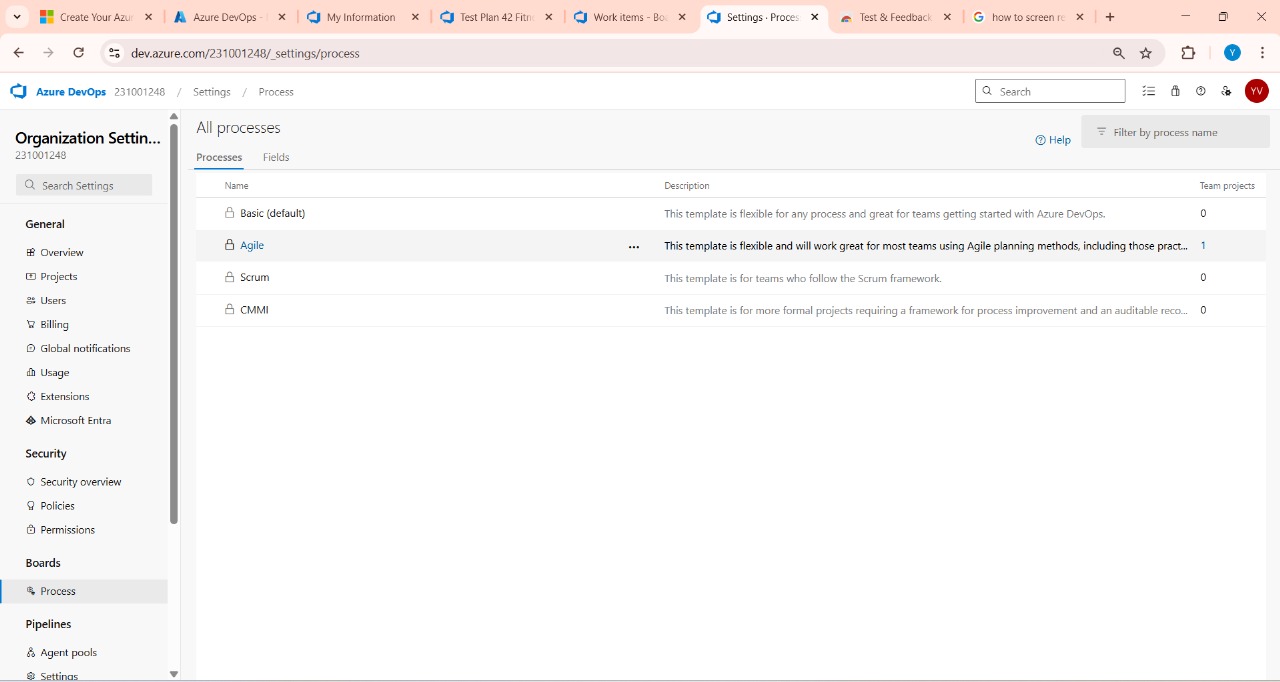 Create Your Azur
Azure DevOps -
My Information
Test Plan 42 Fitne
Work items - Boa
Settings · Process
Test & Feedback
how to screen re
dev.azure.com/231001248/_settings/process
Y
Azure DevOps 231001248 / Settings / Process
Search
YV
Organization Settin...
231001248
Search Settings
General
Overview
Projects
Users
Billing
Global notifications
Usage
Extensions
Microsoft Entra
Security
Security overview
Policies
Permissions
Boards
Process
Pipelines
Agent pools
Settings
All processes
Help
Filter by process name
Processes Fields
Name Description Team projects
Basic (default) This template is flexible for any process and great for teams getting started with Azure DevOps. 0
Agile ... This template is flexible and will work great for most teams using Agile planning methods, including those pract... 1
Scrum This template is for teams who follow the Scrum framework. 0
CMMI This template is for more formal projects requiring a framework for process improvement and an auditable reco... 0